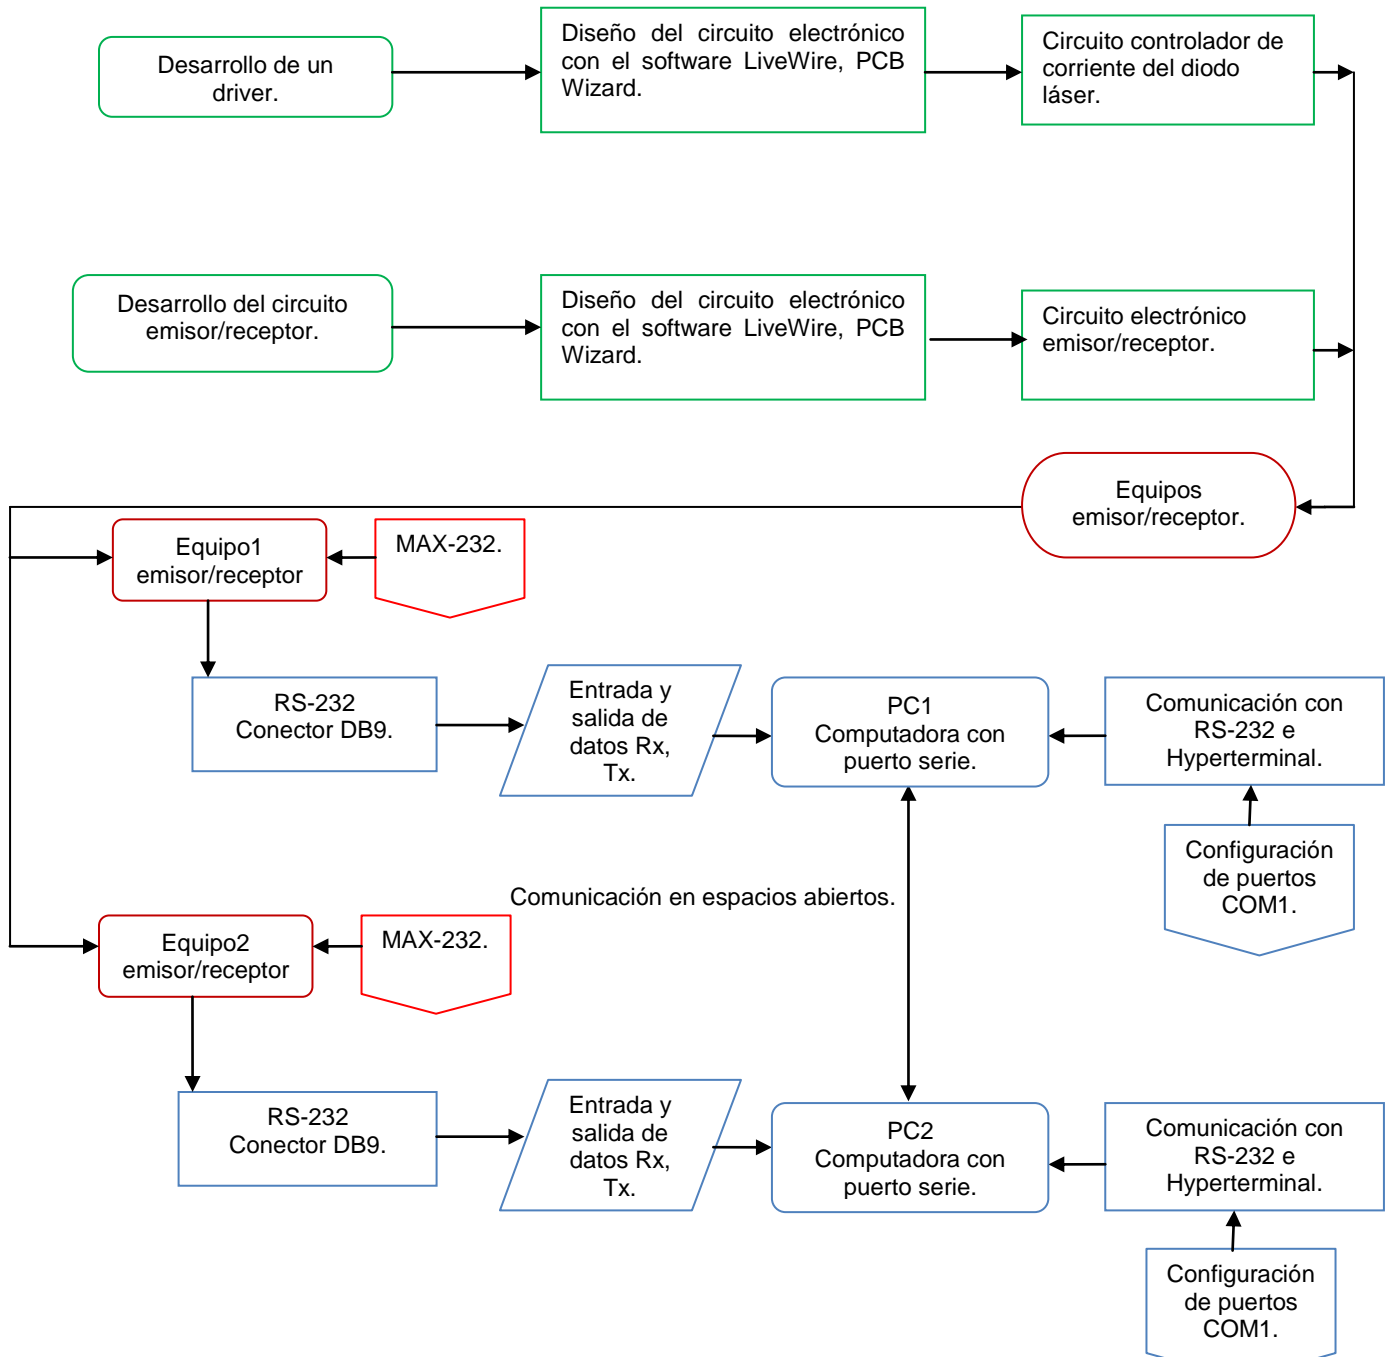 Desarrollo de un
driver.
Diseño del circuito electrónico
con el software LiveWire, PCB
Wizard.
Circuito controlador de
corriente del diodo
láser.
Desarrollo del circuito
emisor/receptor.
Diseño del circuito electrónico
con el software LiveWire, PCB
Wizard.
Circuito electrónico
emisor/receptor.
Equipos
emisor/receptor.
Equipo1
emisor/receptor
MAX-232.
RS-232
Conector DB9.
Entrada y
salida de
datos Rx,
Tx.
PC1
Computadora con
puerto serie.
Comunicación con
RS-232 e
Hyperterminal.
Configuración
de puertos
COM1.
Comunicación en espacios abiertos.
Equipo2
emisor/receptor
MAX-232.
RS-232
Conector DB9.
Entrada y
salida de
datos Rx,
Tx.
PC2
Computadora con
puerto serie.
Comunicación con
RS-232 e
Hyperterminal.
Configuración
de puertos
COM1.